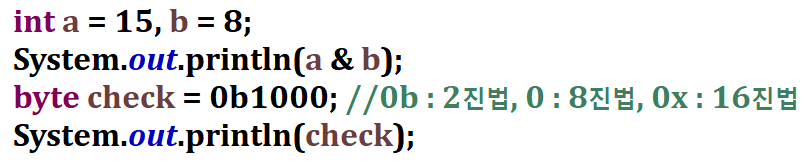 int a = 15, b = 8;
System.out.println(a & b);
byte check = 0b1000; //0b : 2진법, 0 : 8진법, 0x : 16진법
System.out.println(check);